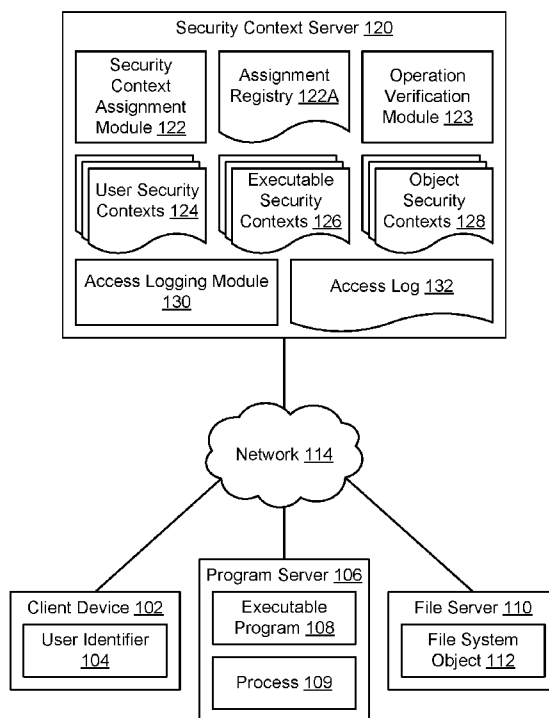 Security Context Server 120
Security
Context
Assignment
Module 122
Assignment
Registry 122A
Operation
Verification
Module 123
User Security
Contexts 124
Executable
Security
Contexts 126
Object
Security
Contexts 128
Access Logging Module
130
Access Log 132
Network 114
Client Device 102
User Identifier
104
Program Server 106
Executable
Program 108
Process 109
File Server 110
File System
Object 112